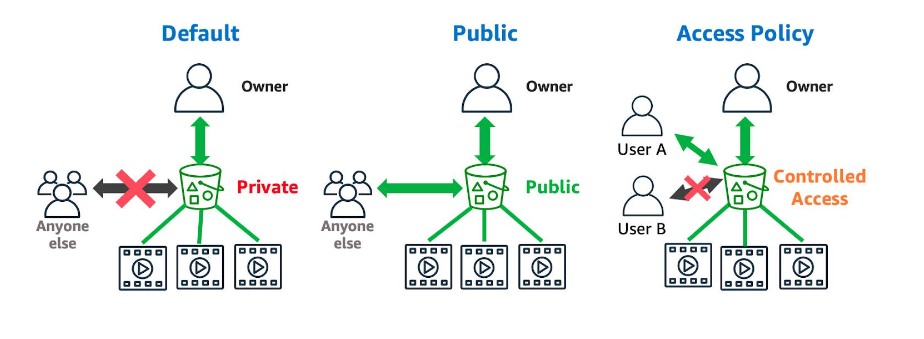 Default
Owner
Private
Anyone
else
Public
Owner
Public
Anyone
else
Access Policy
Owner
User A
User B
Controlled
Access